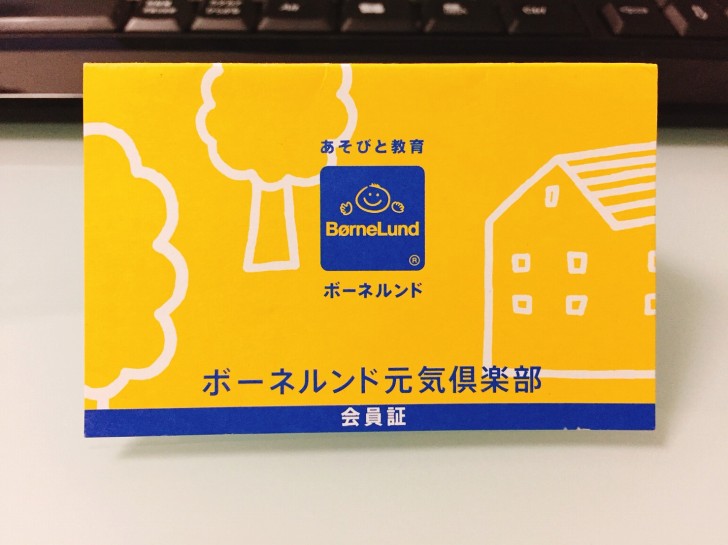 あそびと教育
BørneLund
®
ボーネルンド
ボーネルンド元気倶楽部
会員証